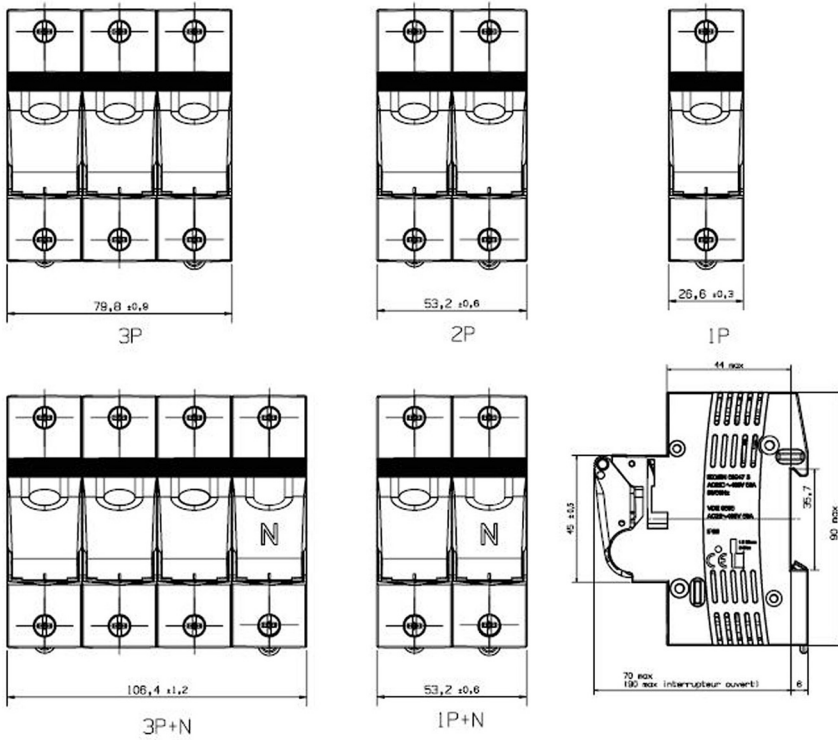 79,8 ±0,9
3P
53,2 ±0,6
2P
26,6 ±0,3
1P
44 max
45 ±0,5
35,7
90 max
N
N
106,4 ±1,2
3P+N
53,2 ±0,6
1P+N
70 max
(90 max interrupteur ouvert)
6